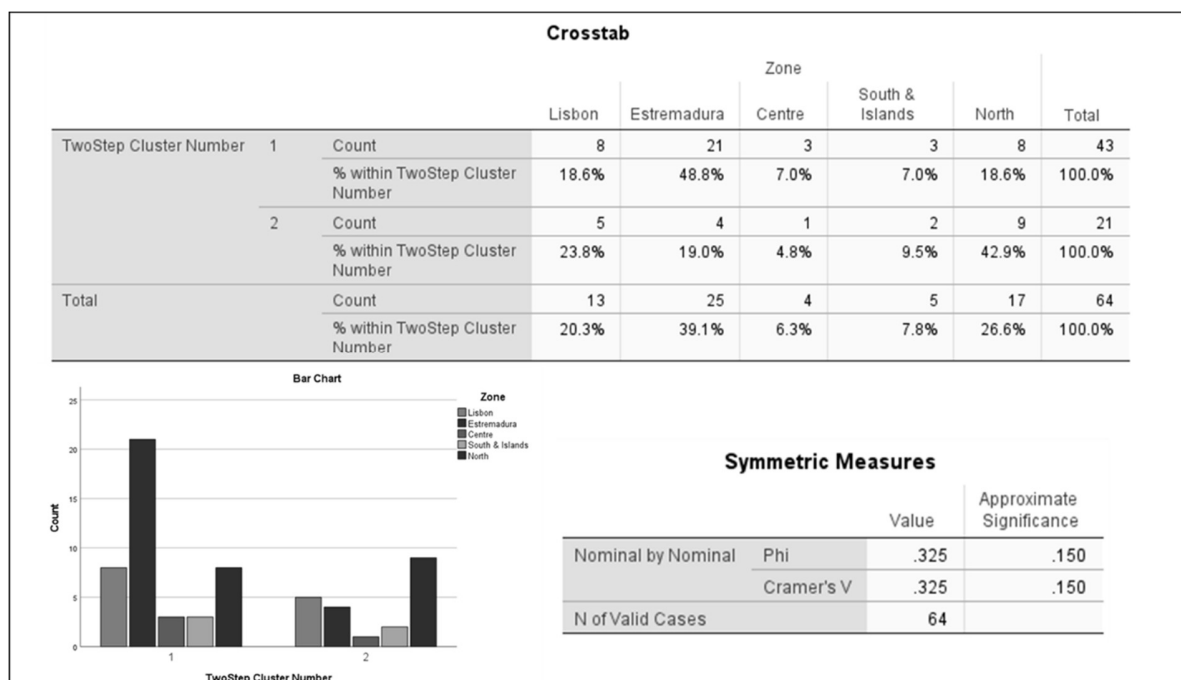 Crosstab
Zone
Lisbon Estremadura Centre South & Islands North Total
TwoStep Cluster Number 1 Count 8 21 3 3 8 43
% within TwoStep Cluster Number 18.6% 48.8% 7.0% 7.0% 18.6% 100.0%
2 Count 5 4 1 2 9 21
% within TwoStep Cluster Number 23.8% 19.0% 4.8% 9.5% 42.9% 100.0%
Total Count 13 25 4 5 17 64
% within TwoStep Cluster Number 20.3% 39.1% 6.3% 7.8% 26.6% 100.0%
Bar Chart
Zone
Lisbon
Estremadura
Centre
South & Islands
North
Count
25
20
15
10
5
0
1 2
TwoStep Cluster Number
Symmetric Measures
Value Approximate Significance
Nominal by Nominal Phi .325 .150
Cramer's V .325 .150
N of Valid Cases 64